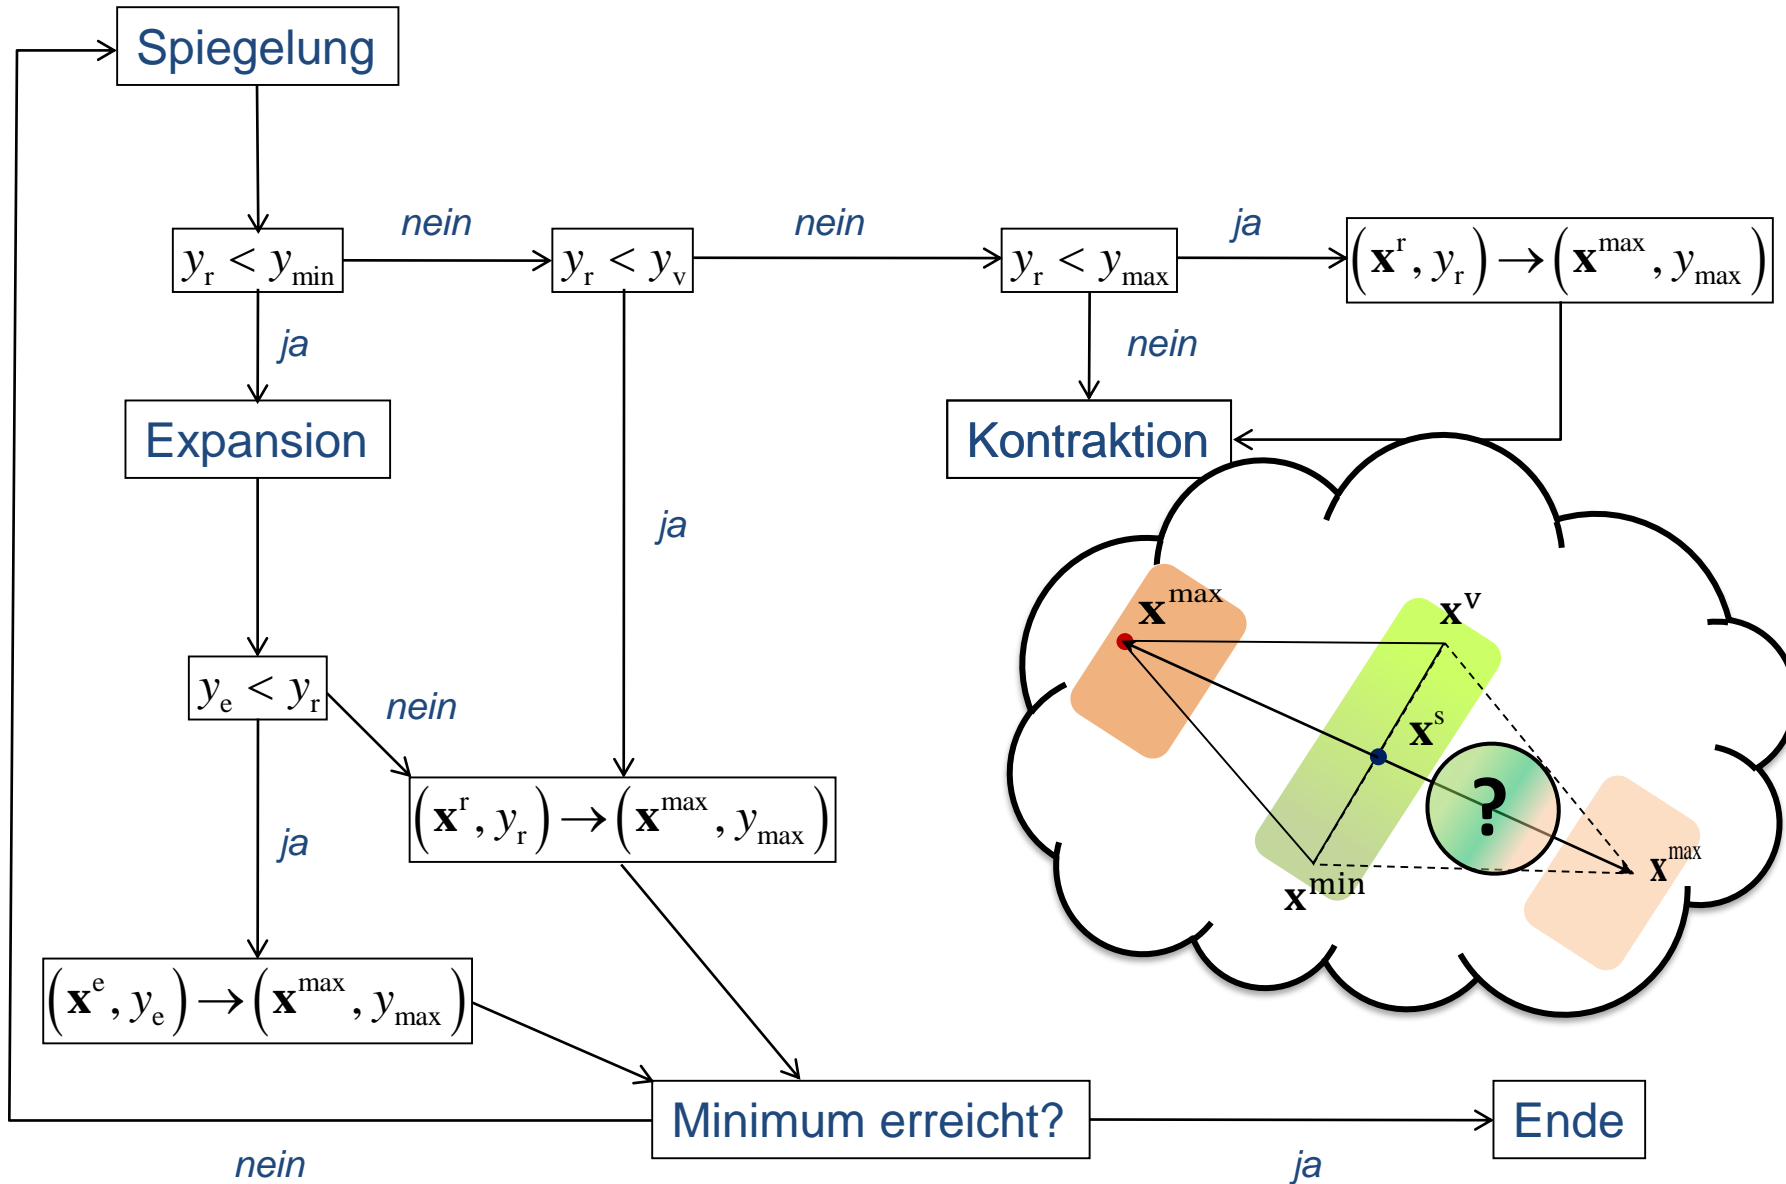 Spiegelung
nein
nein
ja
y_r < y_min
y_r < y_v
y_r < y_max
(x^r, y_r) → (x^max, y_max)
ja
nein
Expansion
Kontraktion
ja
x^max
x^v
y_e < y_r
nein
x^s
?
(x^r, y_r) → (x^max, y_max)
ja
x^max
x^min
(x^e, y_e) → (x^max, y_max)
Minimum erreicht?
Ende
nein
ja